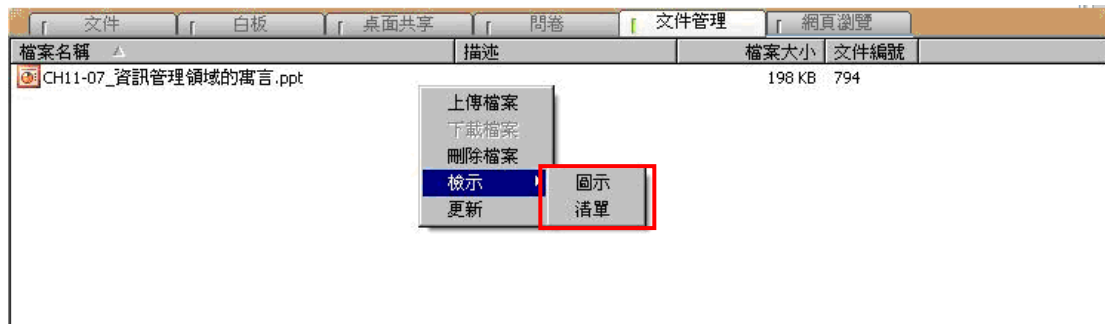 文件 白板 桌面共享 問卷 文件管理 網頁瀏覽
檔案名稱 描述 檔案大小 文件編號
CH11-07_資訊管理領域的寓言.ppt 198 KB 794
上傳檔案
下載檔案
刪除檔案
檢示 圖示
更新 清單